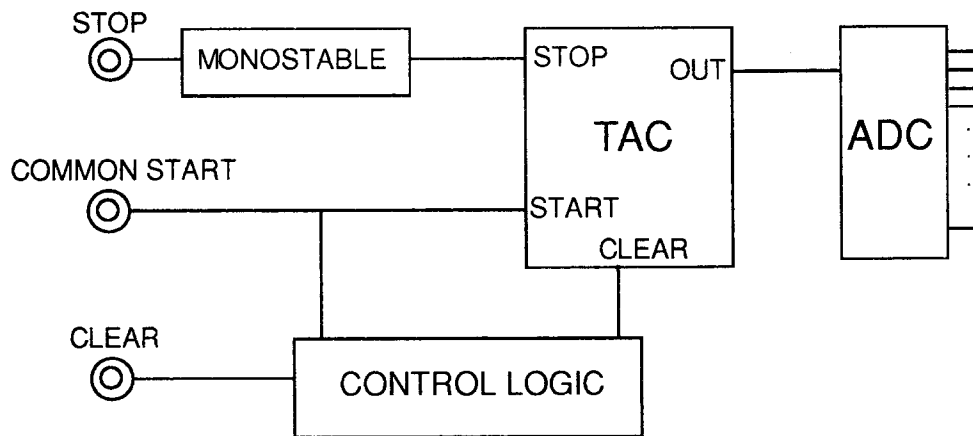 STOP
MONOSTABLE
STOP
OUT
TAC
ADC
COMMON START
START
CLEAR
CLEAR
CONTROL LOGIC